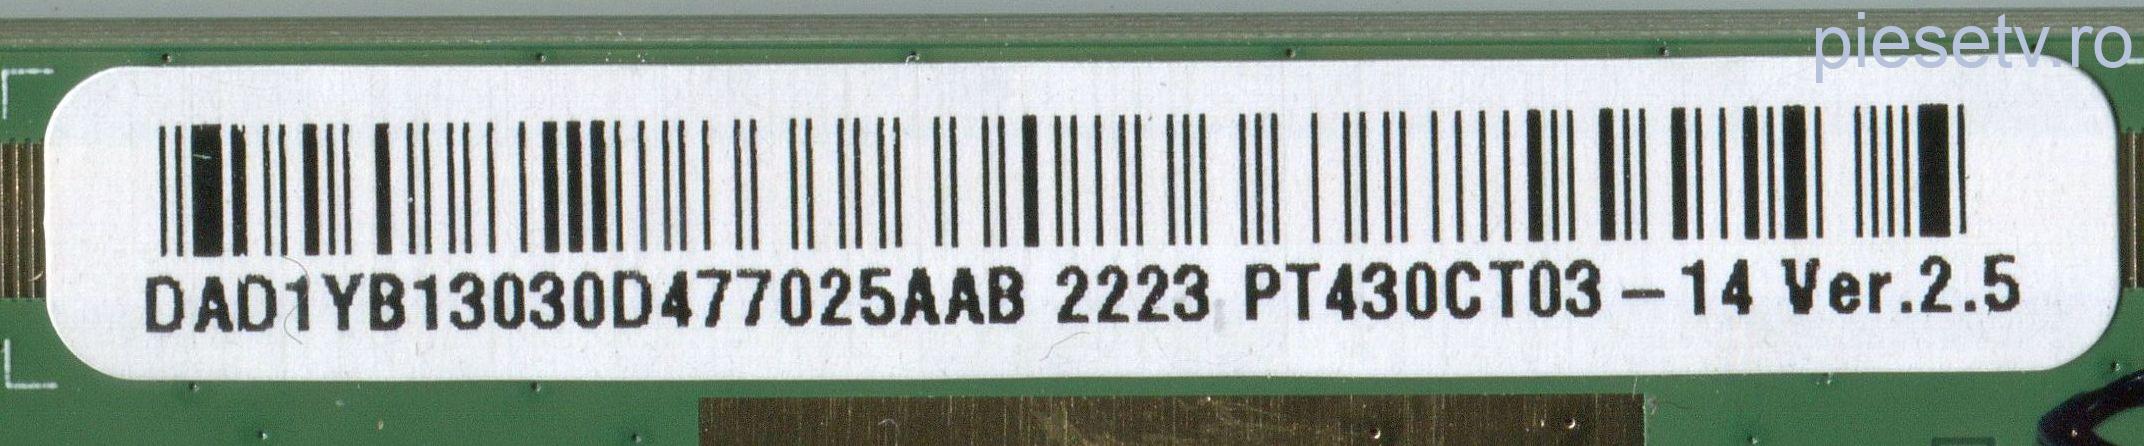 piesetv.ro
DAD1YB13030D477025AAB 2223 PT430CT03-14 Ver.2.5